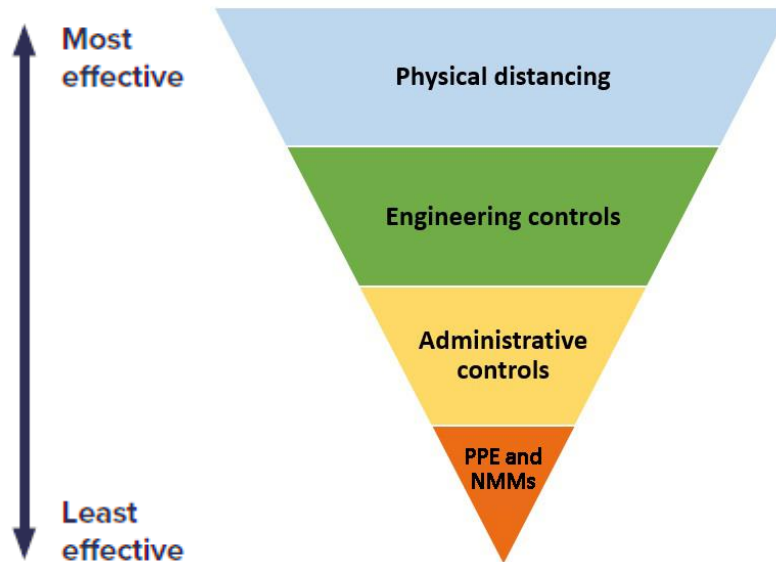 Most
effective
Physical distancing
Engineering controls
Administrative
controls
PPE and
NMMs
Least
effective